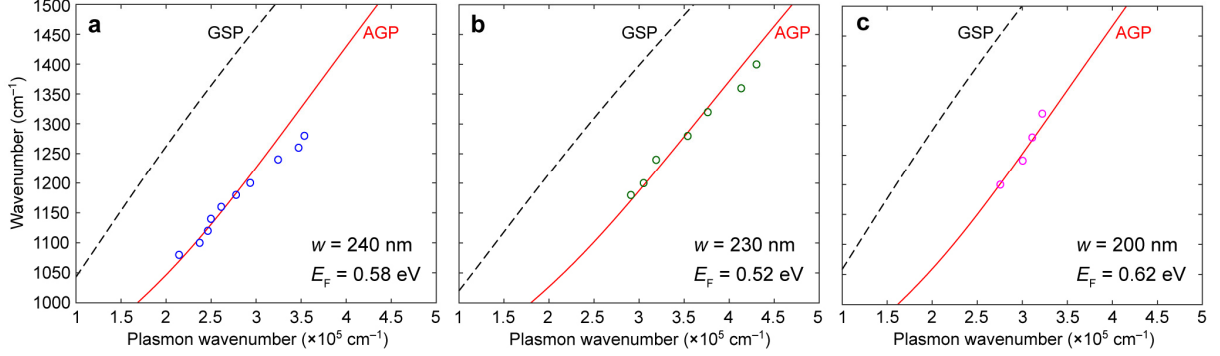 a
GSP
AGP
w = 240 nm
E_F = 0.58 eV
1500
1450
1400
1350
1300
1250
1200
1150
1100
1050
1000
Wavenumber (cm⁻¹)
1 1.5 2 2.5 3 3.5 4 4.5 5
Plasmon wavenumber (×10⁵ cm⁻¹)
b
GSP
AGP
w = 230 nm
E_F = 0.52 eV
1 1.5 2 2.5 3 3.5 4 4.5 5
Plasmon wavenumber (×10⁵ cm⁻¹)
c
GSP
AGP
w = 200 nm
E_F = 0.62 eV
1 1.5 2 2.5 3 3.5 4 4.5 5
Plasmon wavenumber (×10⁵ cm⁻¹)